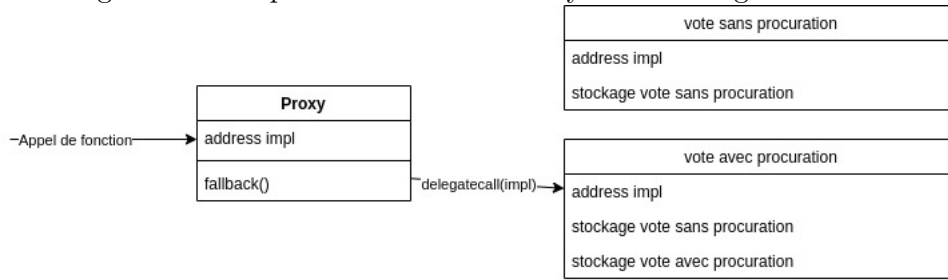 vote sans procuration
address impl
stockage vote sans procuration
Proxy
Appel de fonction
address impl
fallback()
delegatecall(impl)
vote avec procuration
address impl
stockage vote sans procuration
stockage vote avec procuration